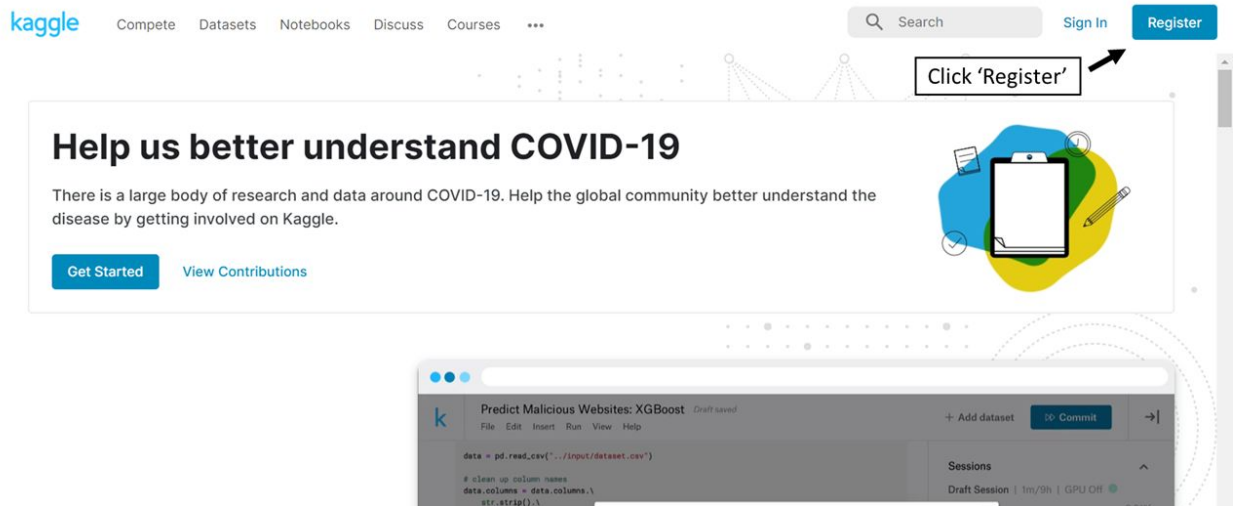 kaggle Compete Datasets Notebooks Discuss Courses ••• Search Sign In Register
Click ‘Register’
Help us better understand COVID-19
There is a large body of research and data around COVID-19. Help the global community better understand the
disease by getting involved on Kaggle.
Get Started View Contributions
k Predict Malicious Websites: XGBoost Draft saved
File Edit Insert Run View Help
+ Add dataset Commit
data = pd.read_csv("../input/dataset.csv")
# clean up column names
data.columns = data.columns.\
str.strip().\
Sessions
Draft Session | 1m/9h | GPU Off